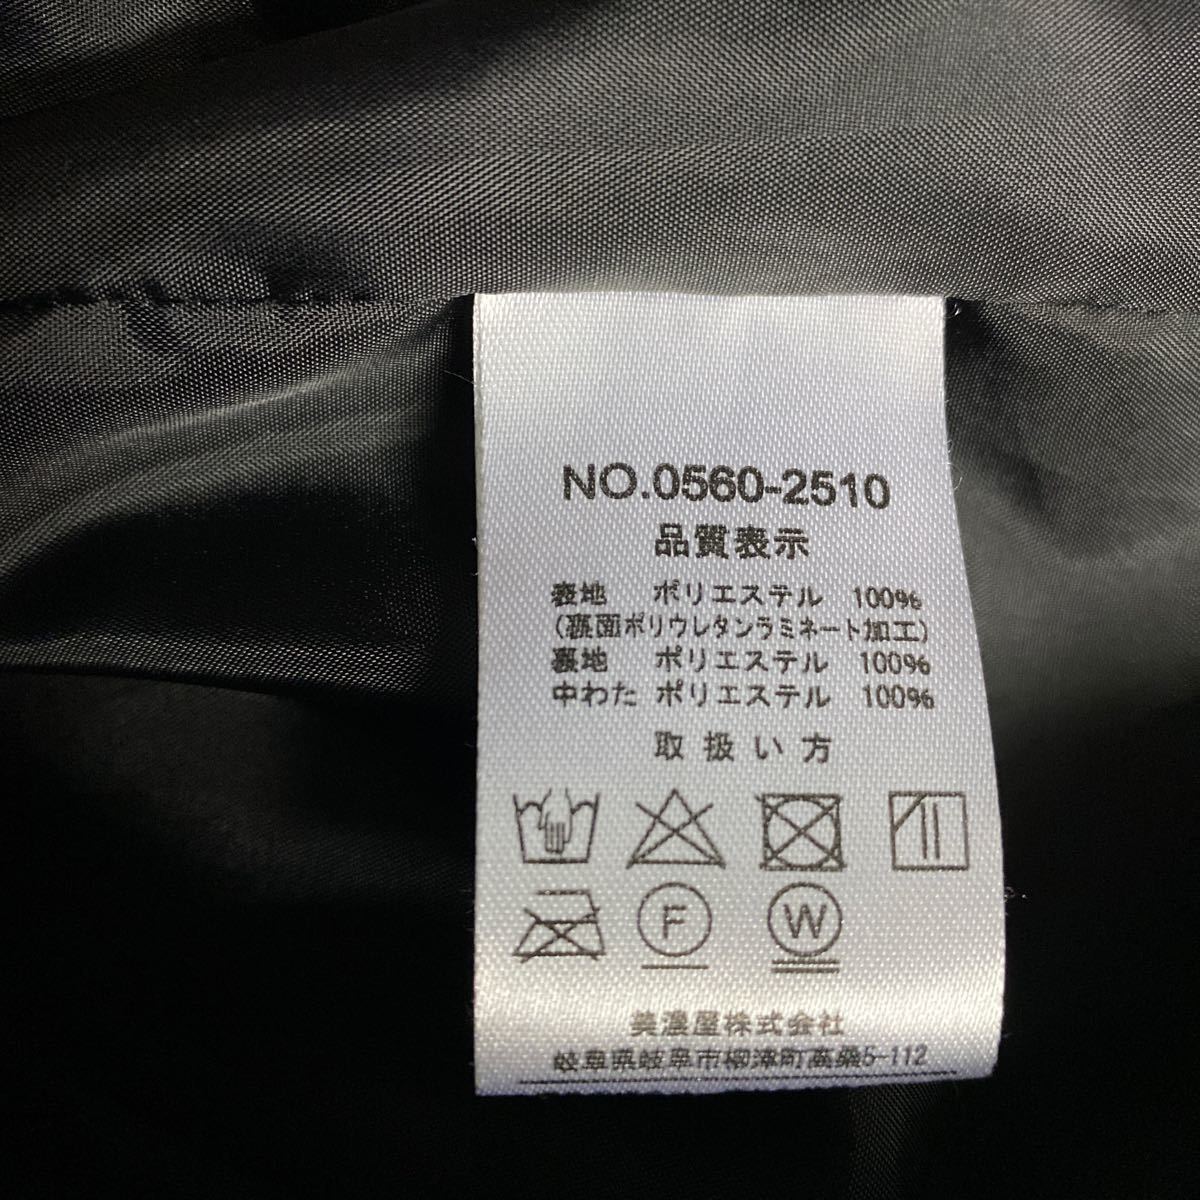 NO.0560-2510
品質表示
表地 ポリエステル 100%
(裏面ポリウレタンラミネート加工)
裏地 ポリエステル 100%
中わた ポリエステル 100%
取扱い方
F
W
美濃屋株式会社
岐阜県岐阜市柳津町高桑5-112